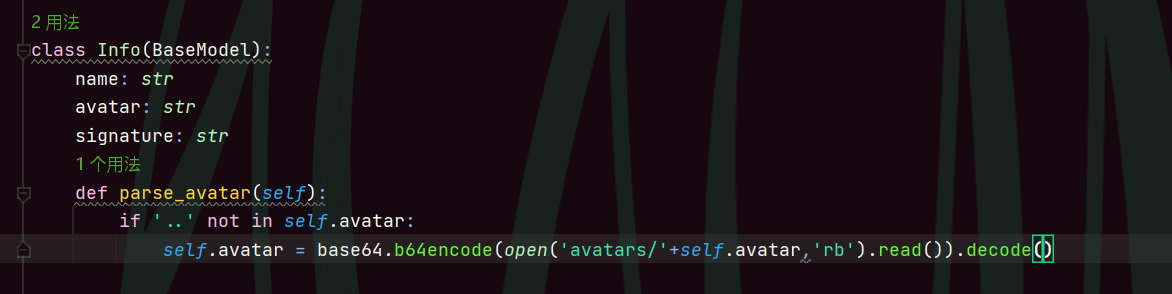 2 用法
class Info(BaseModel):
    name: str
    avatar: str
    signature: str
    1 个用法
    def parse_avatar(self):
        if '..' not in self.avatar:
            self.avatar = base64.b64encode(open('avatars/'+self.avatar,'rb').read()).decode()